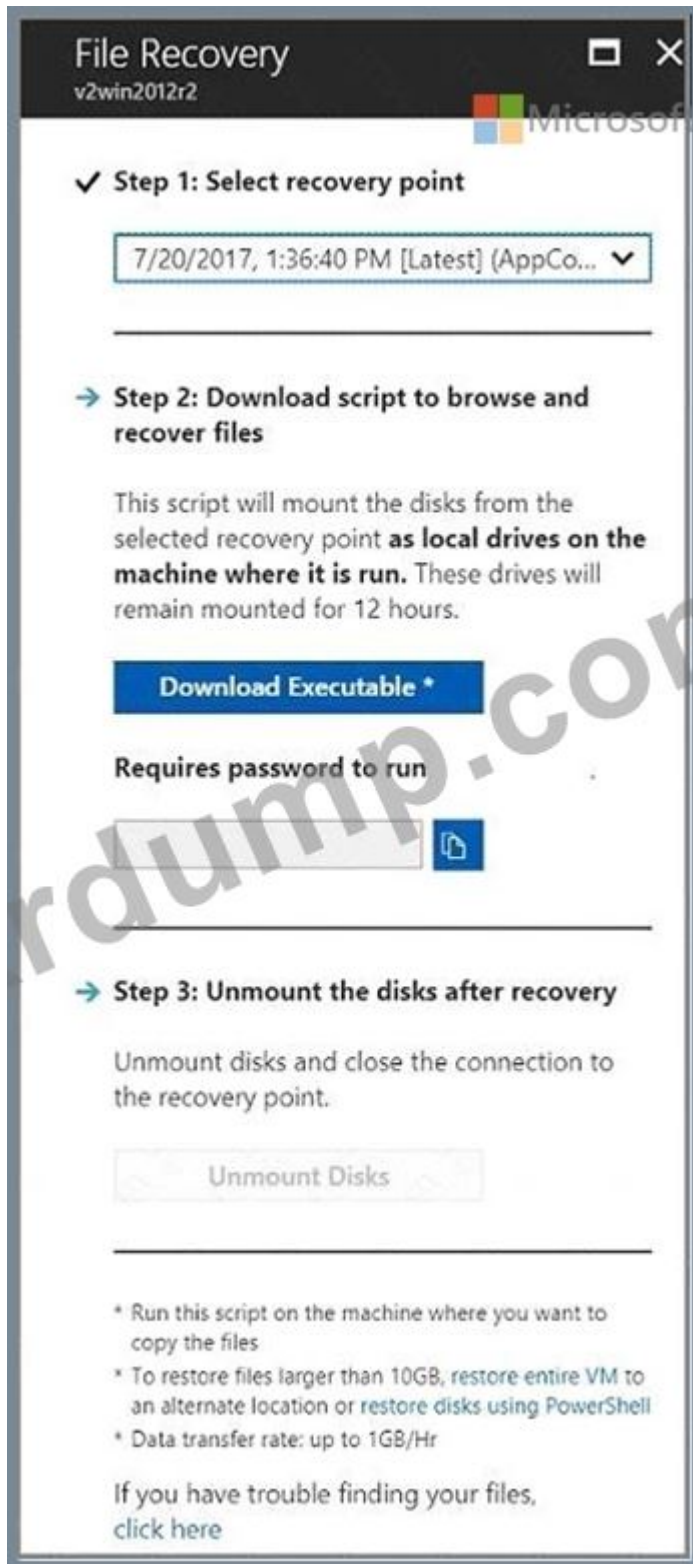 File Recovery
v2win2012r2
Microsof
Step 1: Select recovery point
7/20/2017, 1:36:40 PM [Latest] (AppCo...
Step 2: Download script to browse and
recover files
This script will mount the disks from the
selected recovery point as local drives on the
machine where it is run. These drives will
remain mounted for 12 hours.
Download Executable *
Requires password to run
rdump.com
Step 3: Unmount the disks after recovery
Unmount disks and close the connection to
the recovery point.
Unmount Disks
* Run this script on the machine where you want to
copy the files
* To restore files larger than 10GB, restore entire VM to
an alternate location or restore disks using PowerShell
* Data transfer rate: up to 1GB/Hr
If you have trouble finding your files,
click here